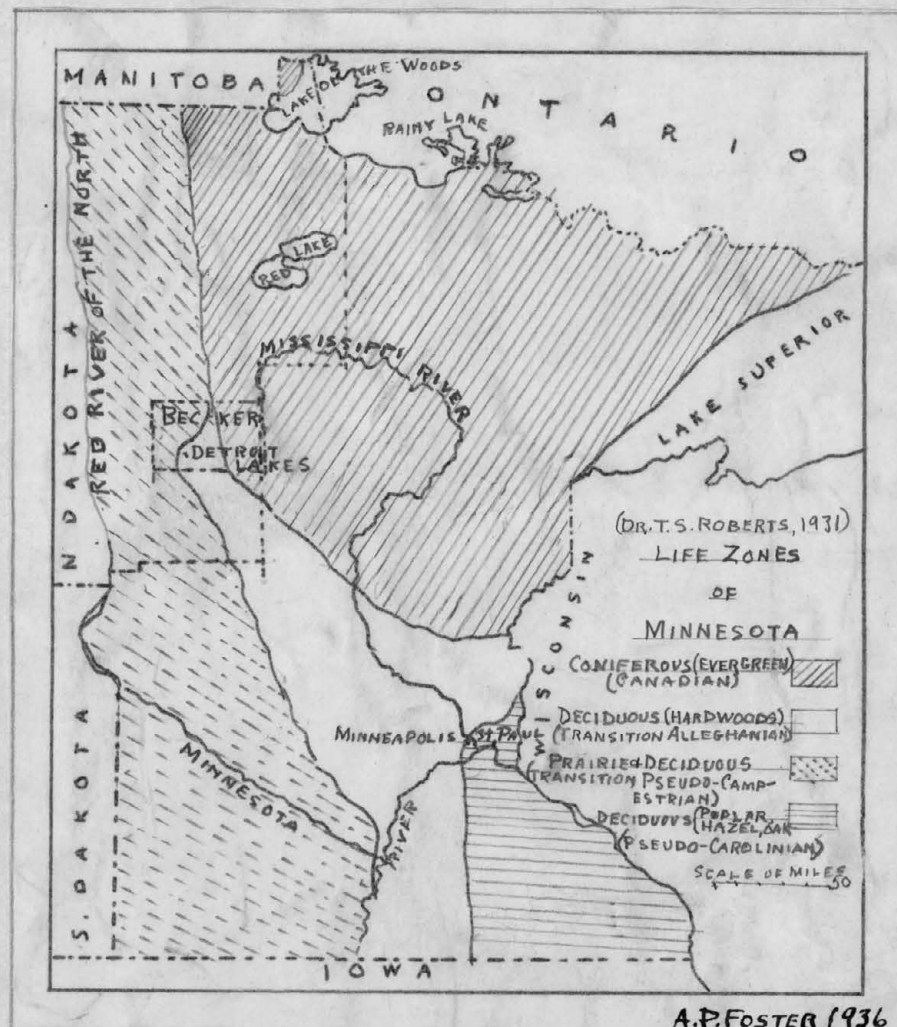 MANITOBA
LAKE OF THE WOODS
ONTARIO
RAINY LAKE
RED RIVER OF THE NORTH
N. DAKOTA
RED LAKE
MISSISSIPPI RIVER
BECKER
DETROIT
LAKES
LAKE SUPERIOR
(DR. T. S. ROBERTS, 1931)
LIFE ZONES
OF
MINNESOTA
CONIFEROUS (EVERGREEN)
(CANADIAN)
DECIDUOUS (HARDWOODS)
(TRANSITION ALLEGHANIAN)
PRAIRIE & DECIDUOUS
(TRANSITION PSEUDO-CAMP-
ESTRIAN)
DECIDUOUS (POPLAR,
HAZEL, OAK
(PSEUDO-CAROLINIAN)
SCALE OF MILES
50
WISCONSIN
MINNEAPOLIS
ST PAUL
MINNESOTA RIVER
S. DAKOTA
IOWA
A.P. FOSTER 1936